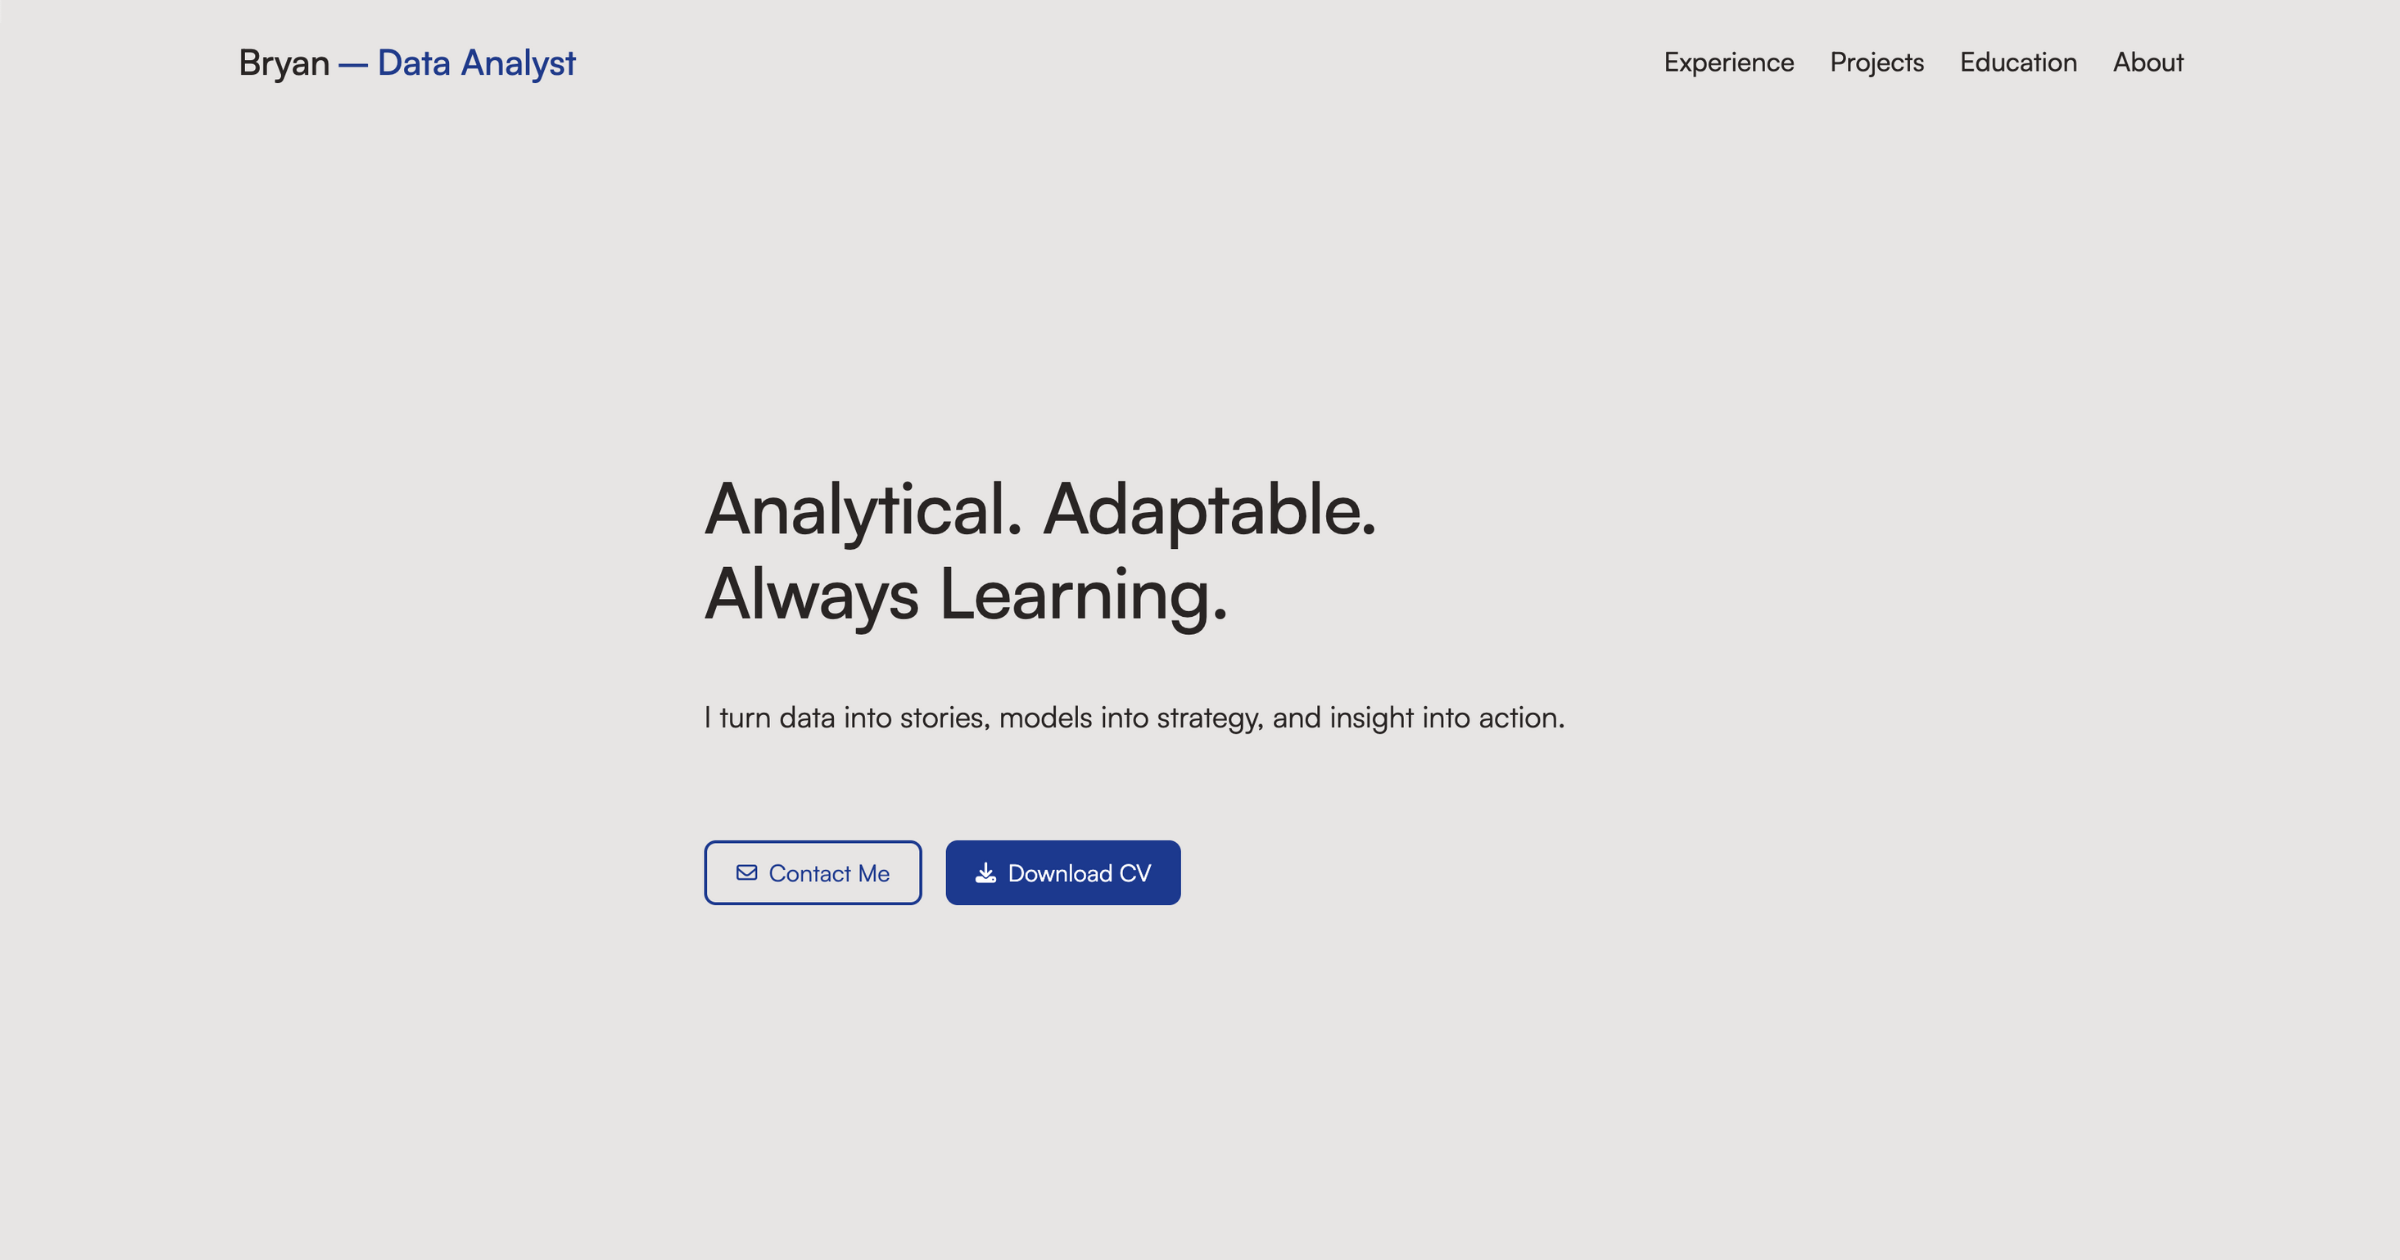 Bryan — Data Analyst
Experience Projects Education About
Analytical. Adaptable.
Always Learning.
I turn data into stories, models into strategy, and insight into action.
Contact Me
Download CV